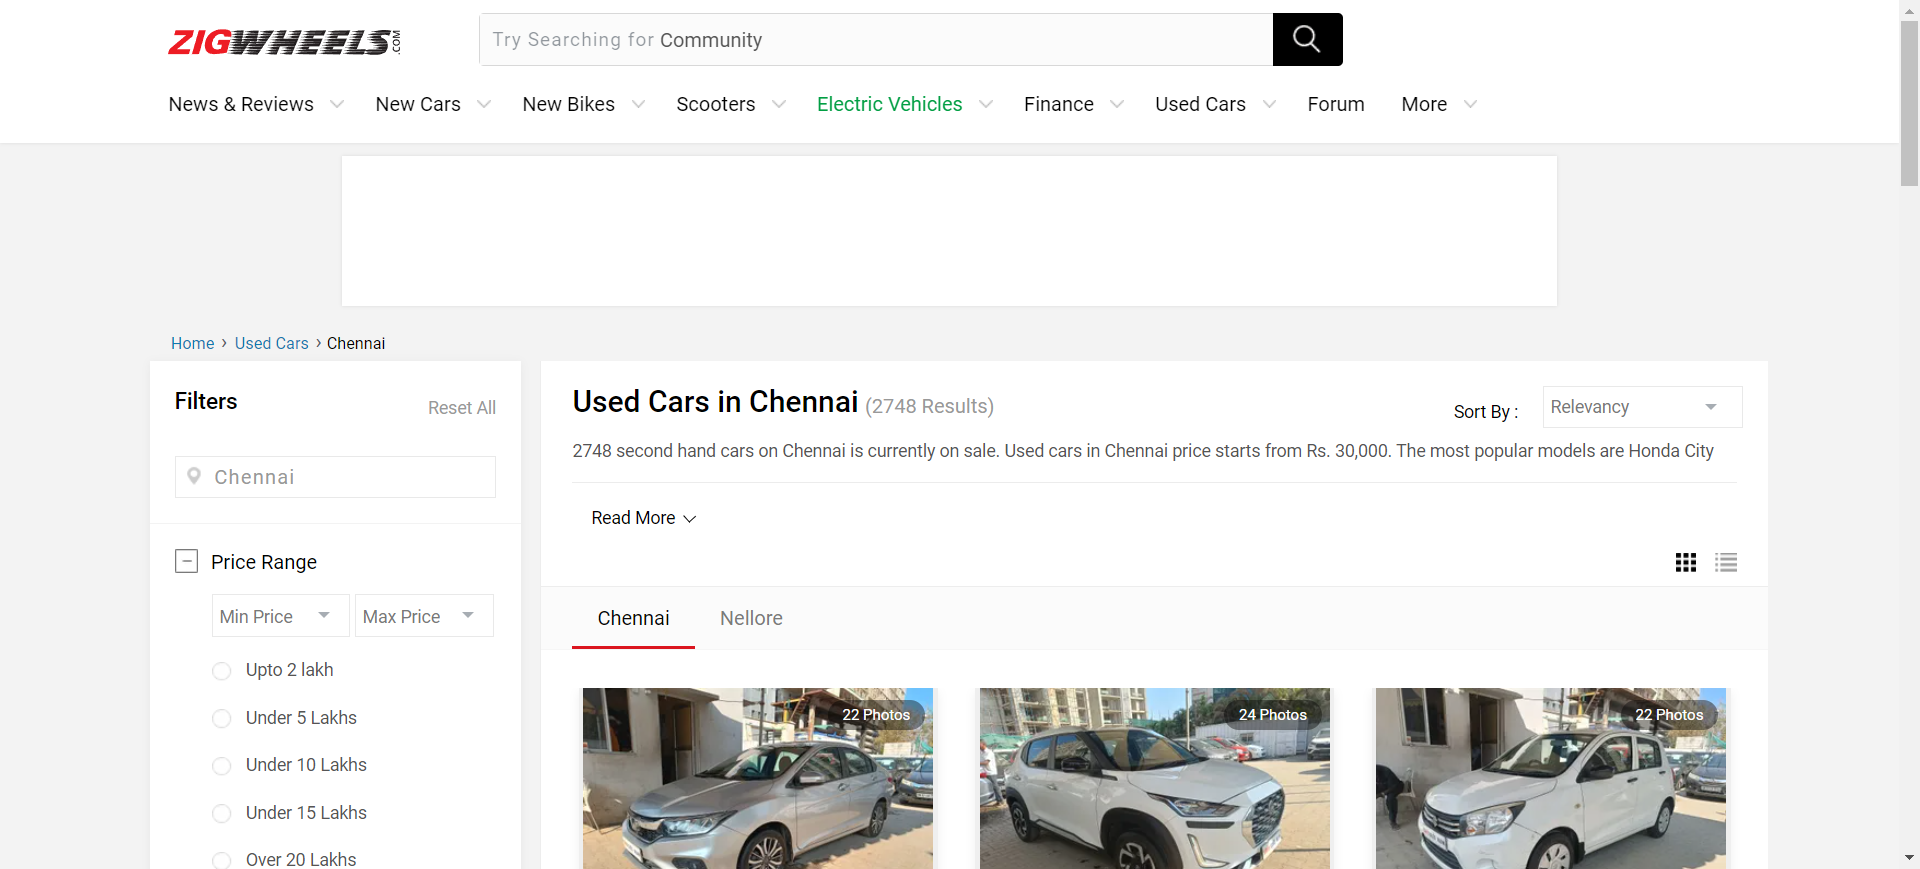 ZIGWHEELS.COM
Try Searching for Community
News & Reviews New Cars New Bikes Scooters Electric Vehicles Finance Used Cars Forum More
Home › Used Cars › Chennai
Filters
Reset All
Chennai
Price Range
Min Price Max Price
Upto 2 lakh
Under 5 Lakhs
Under 10 Lakhs
Under 15 Lakhs
Over 20 Lakhs
Used Cars in Chennai (2748 Results)
Sort By : Relevancy
2748 second hand cars on Chennai is currently on sale. Used cars in Chennai price starts from Rs. 30,000. The most popular models are Honda City
Read More
Chennai Nellore
22 Photos
24 Photos
22 Photos